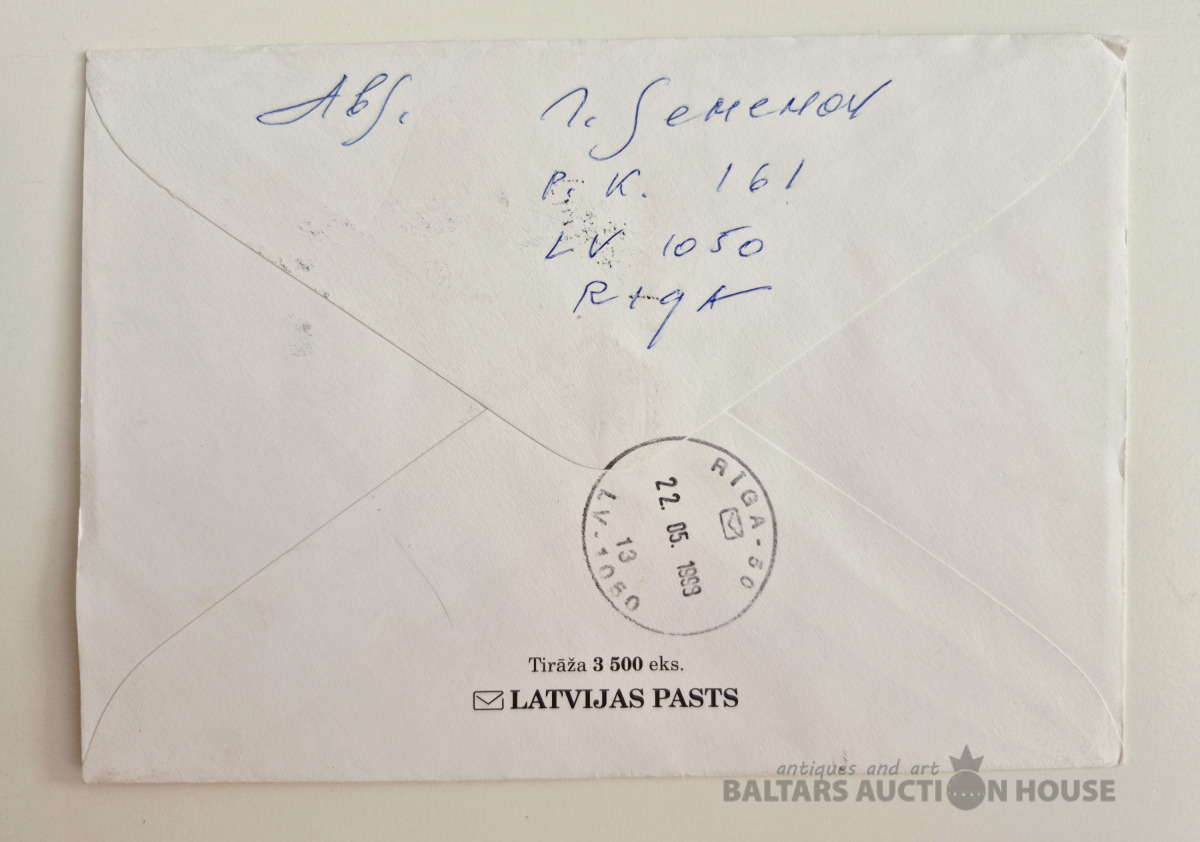 Abs. I. Semenov
P. K. 161
LV 1050
Riga
RĪGA-50
22. 05. 1999
13
LV-1050
Tirāža 3 500 eks.
LATVIJAS PASTS
antiques and art
BALTARS AUCTION HOUSE